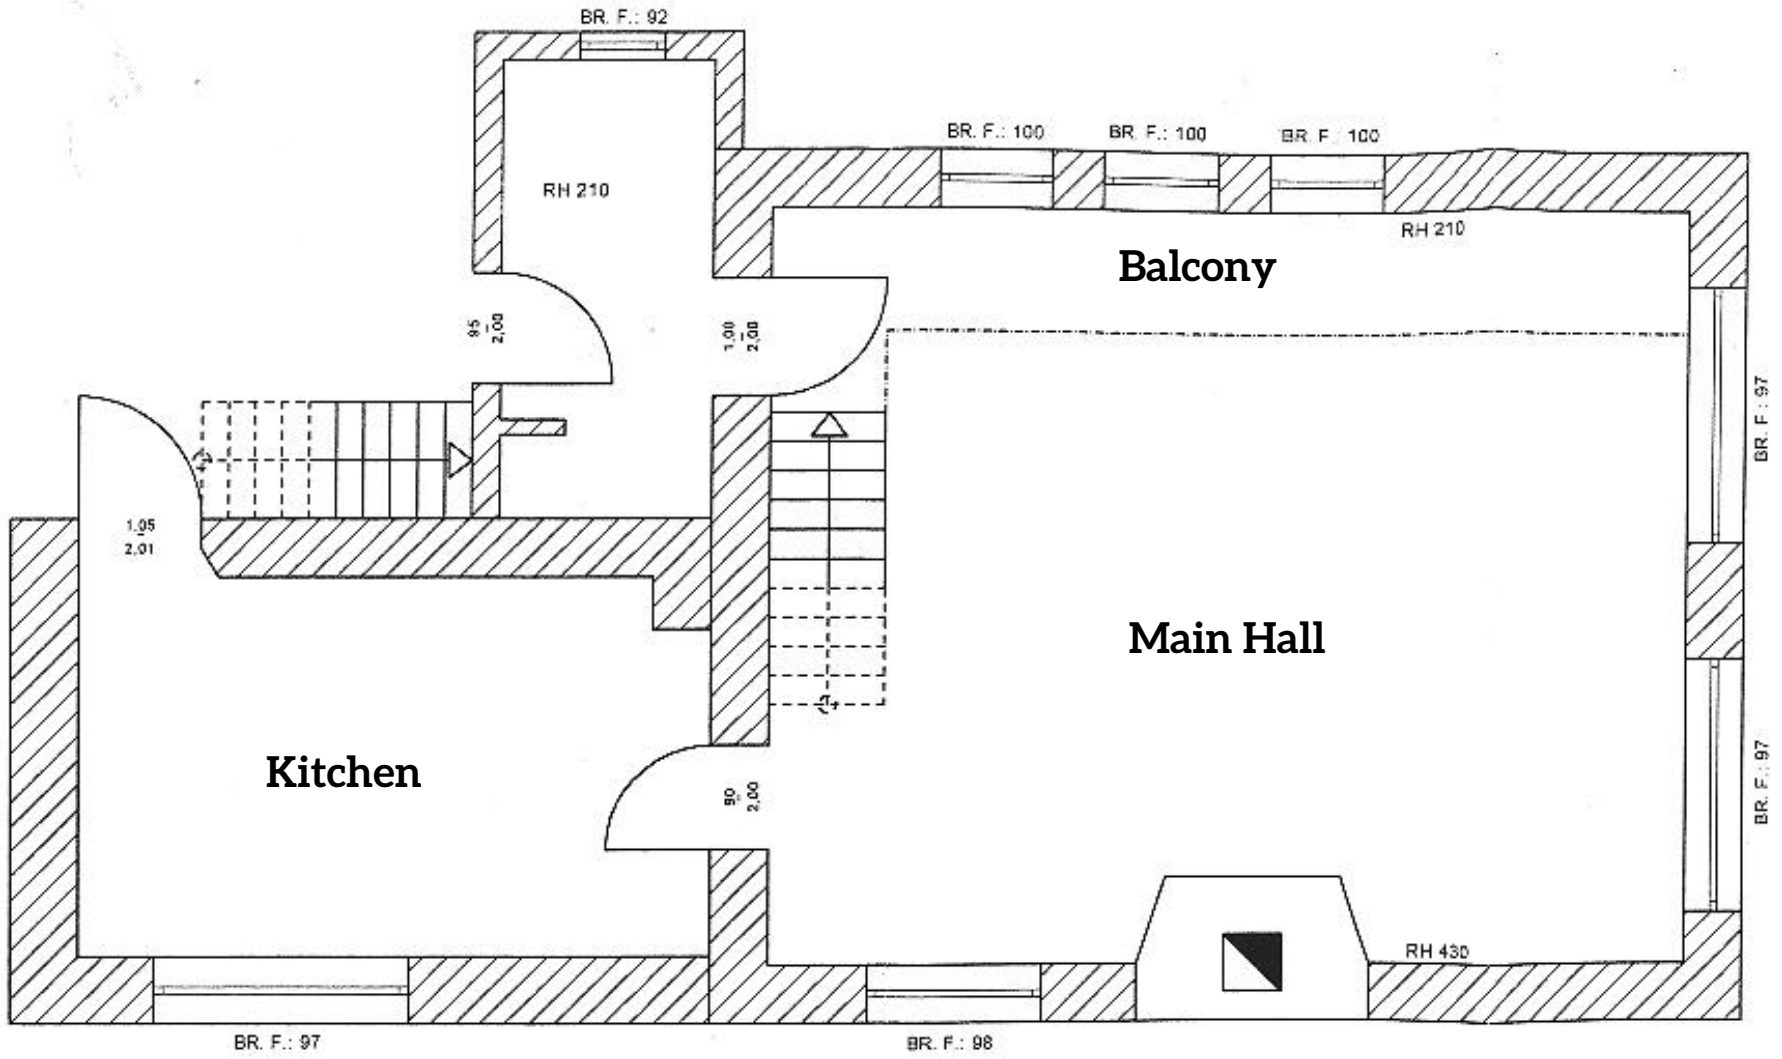 BR. F.: 92
BR. F.: 100
BR. F.: 100
BR. F.: 100
RH 210
RH 210
Balcony
95
2,00
1,00
2,00
BR. F.: 97
1,05
2,01
Main Hall
Kitchen
90
2,00
BR. F.: 97
RH 430
BR. F.: 97
BR. F.: 98